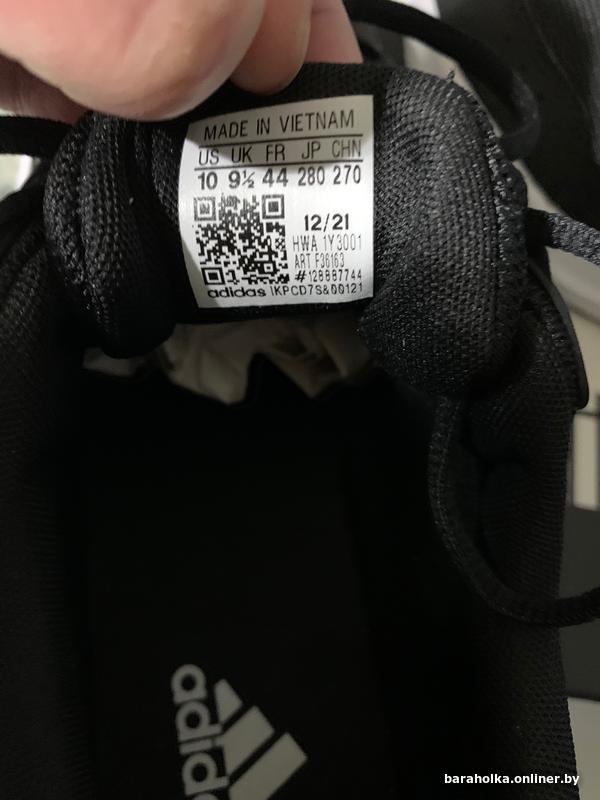 MADE IN VIETNAM
US UK FR JP CHN
10 9½ 44 280 270
12/21
HWA 1Y3001
ART F36163
#128887744
adidas IKPCD7S&00121
adidas
baraholka.onliner.by